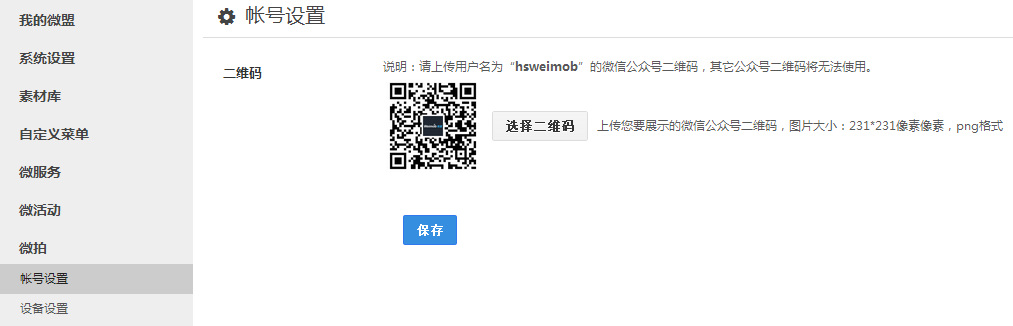 我的微盟
系统设置
素材库
自定义菜单
微服务
微活动
微拍
帐号设置
设备设置
帐号设置
二维码
说明：请上传用户名为“hsweimob”的微信公众号二维码，其它公众号二维码将无法使用。
选择二维码
上传您要展示的微信公众号二维码，图片大小：231*231像素像素，png格式
保存